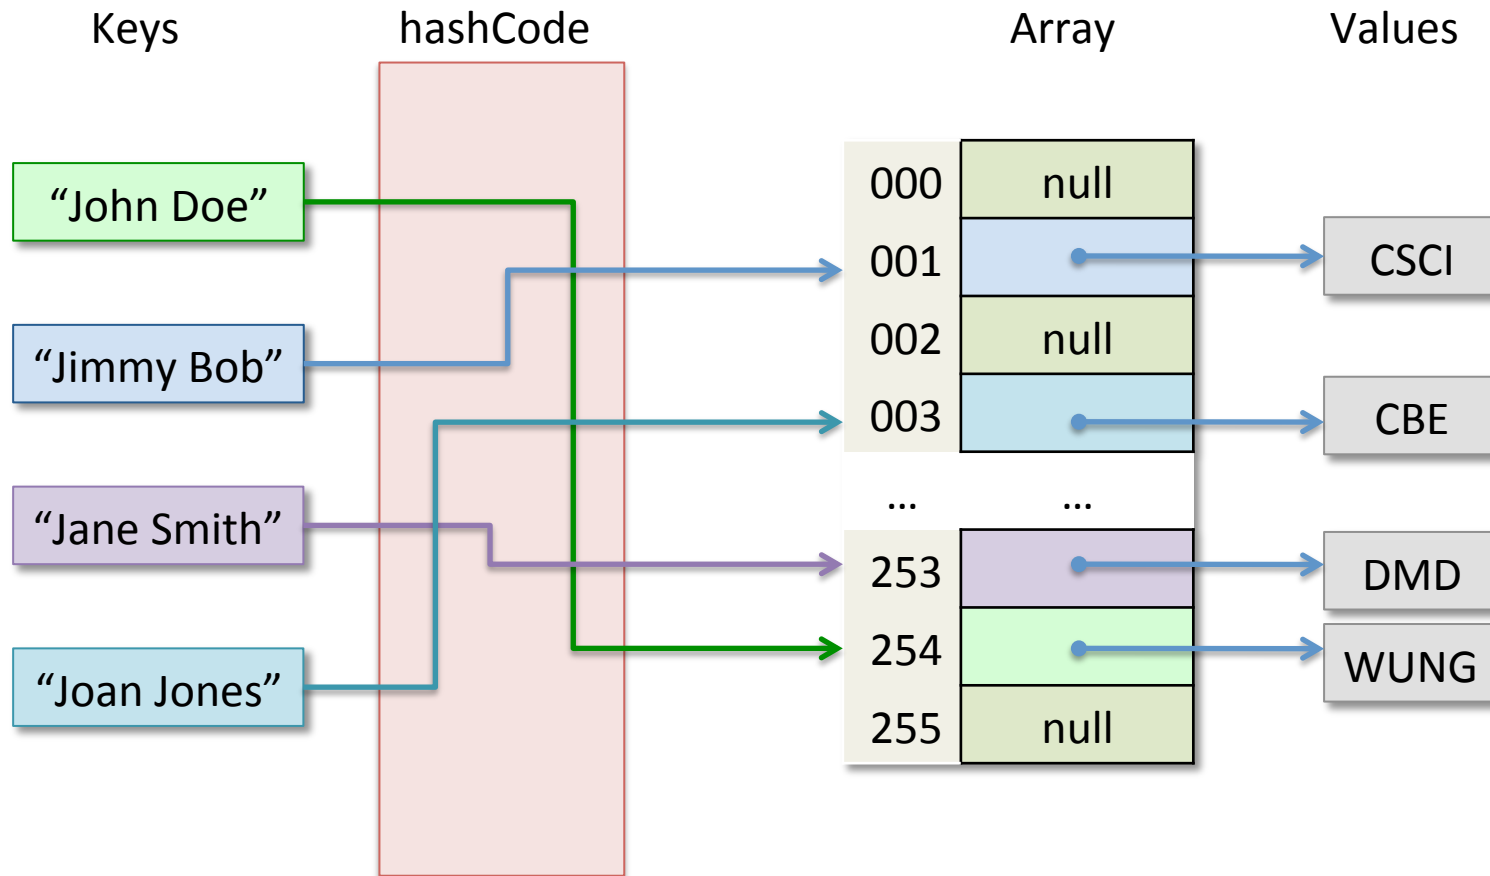 Keys hashCode Array Values
000 null
“John Doe”
001 CSCI
002 null
“Jimmy Bob”
003 CBE
... ...
“Jane Smith”
253 DMD
254 WUNG
“Joan Jones”
255 null